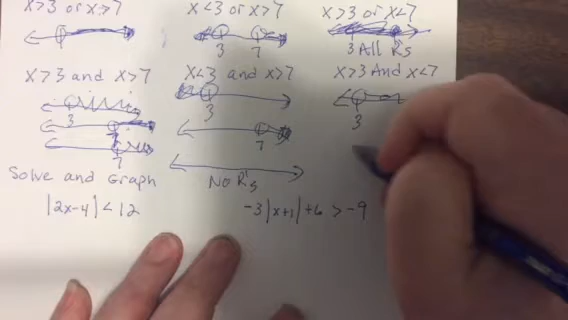 X>3 or X>7
X<3 or X>7
X>3 or X<7
3
7
3 All Rs
X>3 and X>7
X<3 and X>7
X>3 And X<7
3
7
3
7
3
No R's
Solve and Graph
|2x-4|<12
-3|x+1|+6>-9